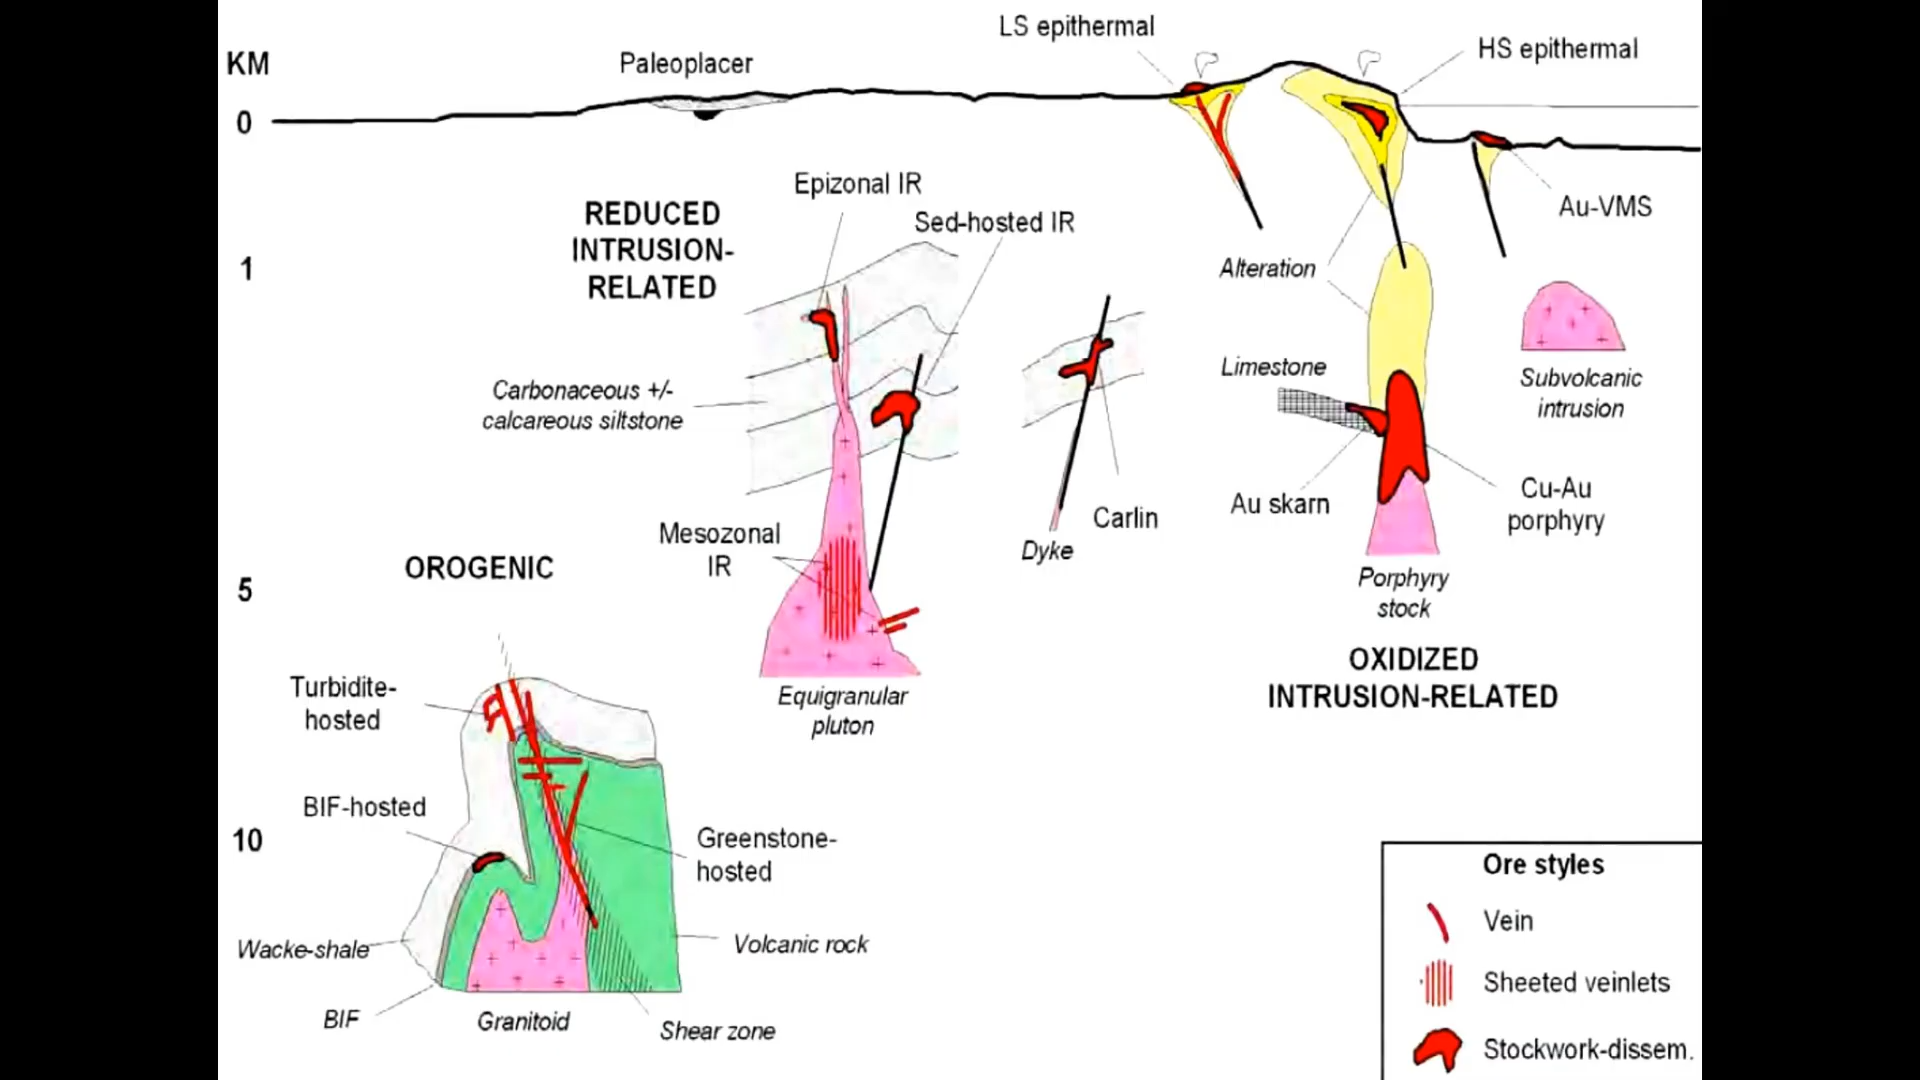 LS epithermal
KM
Paleoplacer
HS epithermal
0
Epizonal IR
REDUCED
INTRUSION-
RELATED
Sed-hosted IR
Au-VMS
1
Alteration
Limestone
Carbonaceous +/-
calcareous siltstone
Subvolcanic
intrusion
Au skarn
Cu-Au
porphyry
Carlin
Dyke
Mesozonal
IR
OROGENIC
5
Porphyry
stock
OXIDIZED
INTRUSION-RELATED
Equigranular
pluton
Turbidite-
hosted
BIF-hosted
10
Greenstone-
hosted
Wacke-shale
Volcanic rock
BIF
Granitoid
Shear zone
Ore styles
Vein
Sheeted veinlets
Stockwork-dissem.